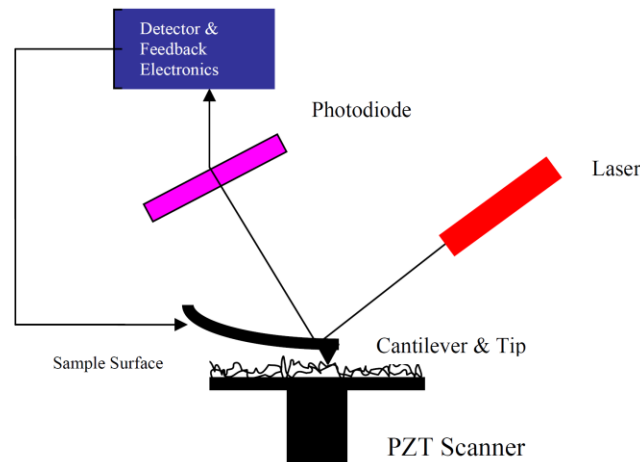 Detector &
Feedback
Electronics
Photodiode
Laser
Cantilever & Tip
Sample Surface
PZT Scanner